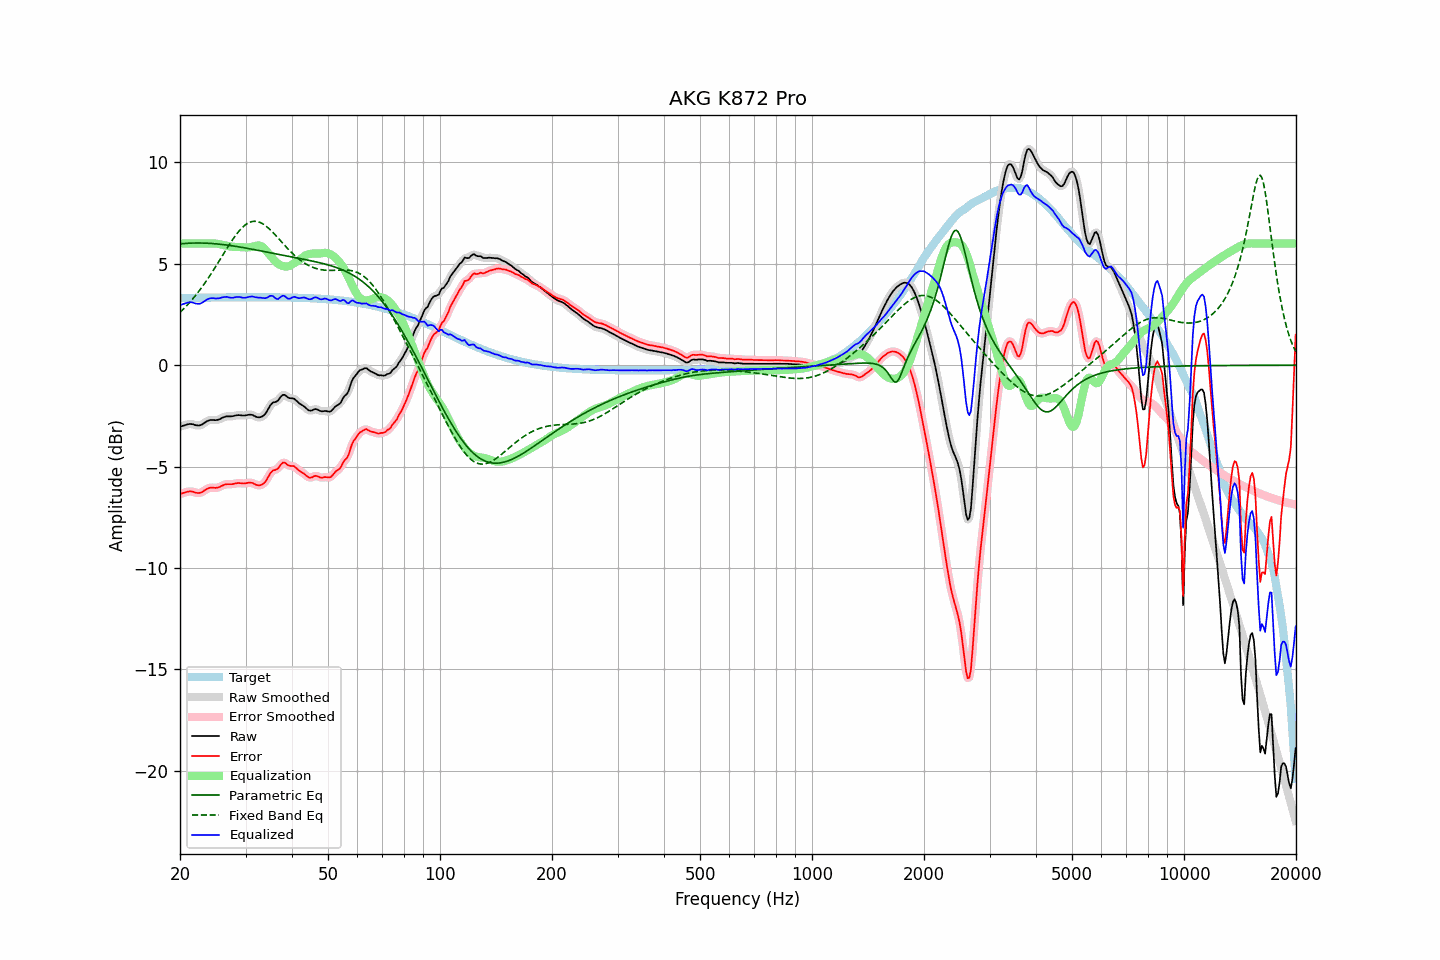 AKG K872 Pro
Amplitude (dBr)
10
5
0
−5
−10
−15
−20
Target
Raw Smoothed
Error Smoothed
Raw
Error
Equalization
Parametric Eq
Fixed Band Eq
Equalized
20 50 100 200 500 1000 2000 5000 10000 20000
Frequency (Hz)